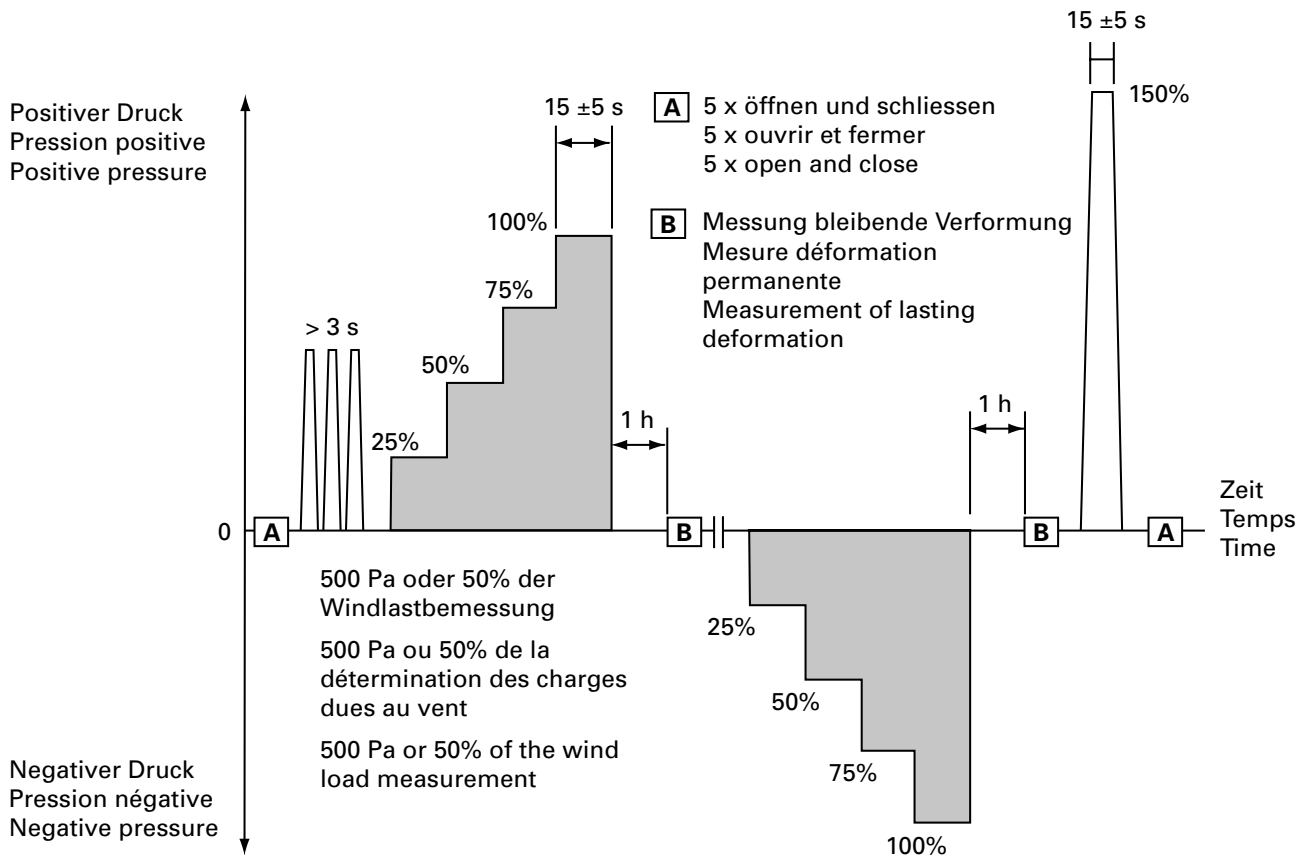 15 ±5 s
150%
Positiver Druck
Pression positive
Positive pressure
15 ±5 s
A 5 x öffnen und schliessen
5 x ouvrir et fermer
5 x open and close
B Messung bleibende Verformung
Mesure déformation
permanente
Measurement of lasting
deformation
> 3 s
25%
50%
75%
100%
1 h
1 h
0
A
B
B
A
Zeit
Temps
Time
500 Pa oder 50% der
Windlastbemessung
500 Pa ou 50% de la
détermination des charges
dues au vent
500 Pa or 50% of the wind
load measurement
25%
50%
75%
100%
Negativer Druck
Pression négative
Negative pressure